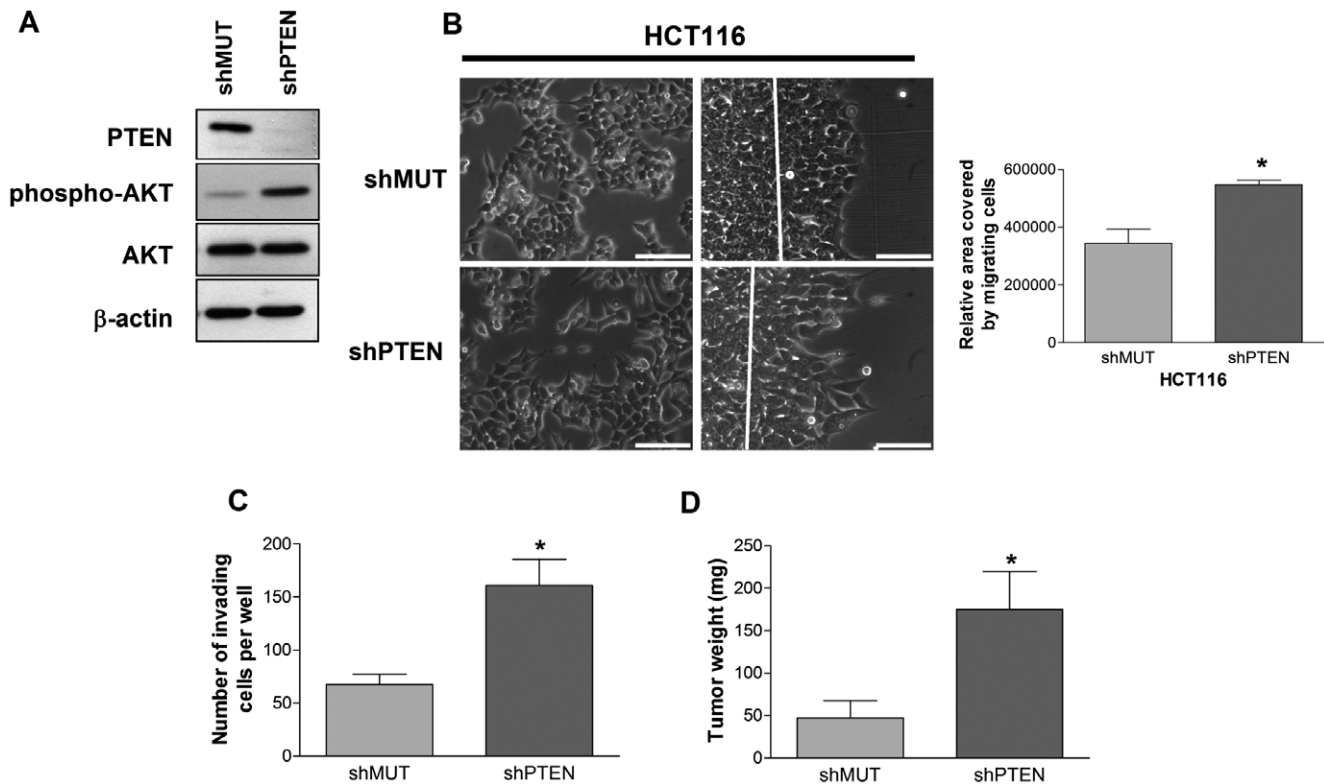 A
shMUT
shPTEN
PTEN
phospho-AKT
AKT
β-actin
B
HCT116
shMUT
shPTEN
Relative area covered
by migrating cells
600000
400000
200000
0
*
shMUT
shPTEN
HCT116
C
Number of invading
cells per well
200
150
100
50
0
*
shMUT
shPTEN
D
Tumor weight (mg)
250
200
150
100
50
0
*
shMUT
shPTEN